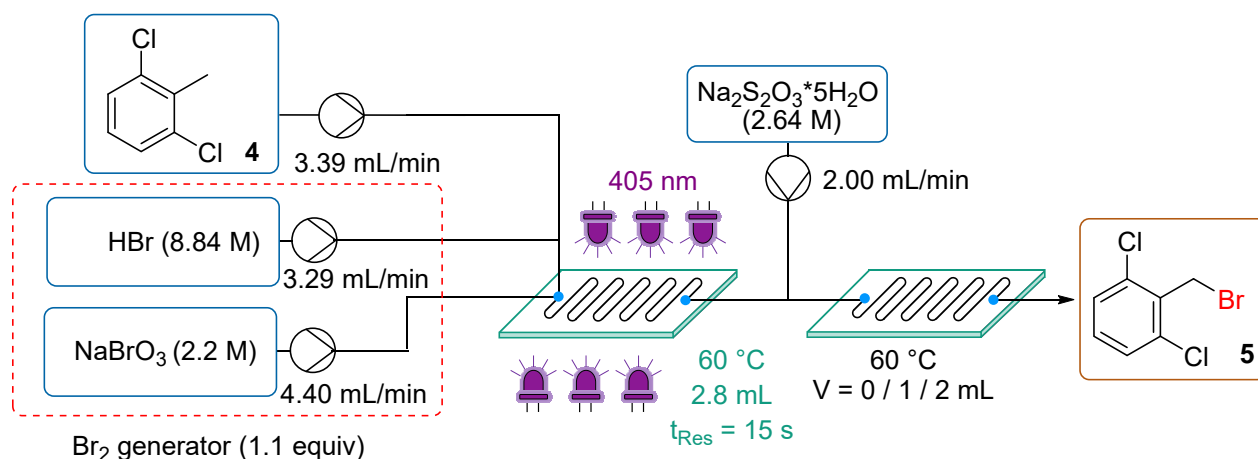 Cl
Cl
4
3.39 mL/min
HBr (8.84 M)
3.29 mL/min
NaBrO₃ (2.2 M)
4.40 mL/min
Br₂ generator (1.1 equiv)
405 nm
60 °C
2.8 mL
tRes = 15 s
Na₂S₂O₃*5H₂O
(2.64 M)
2.00 mL/min
60 °C
V = 0 / 1 / 2 mL
Cl
Br
Cl
5